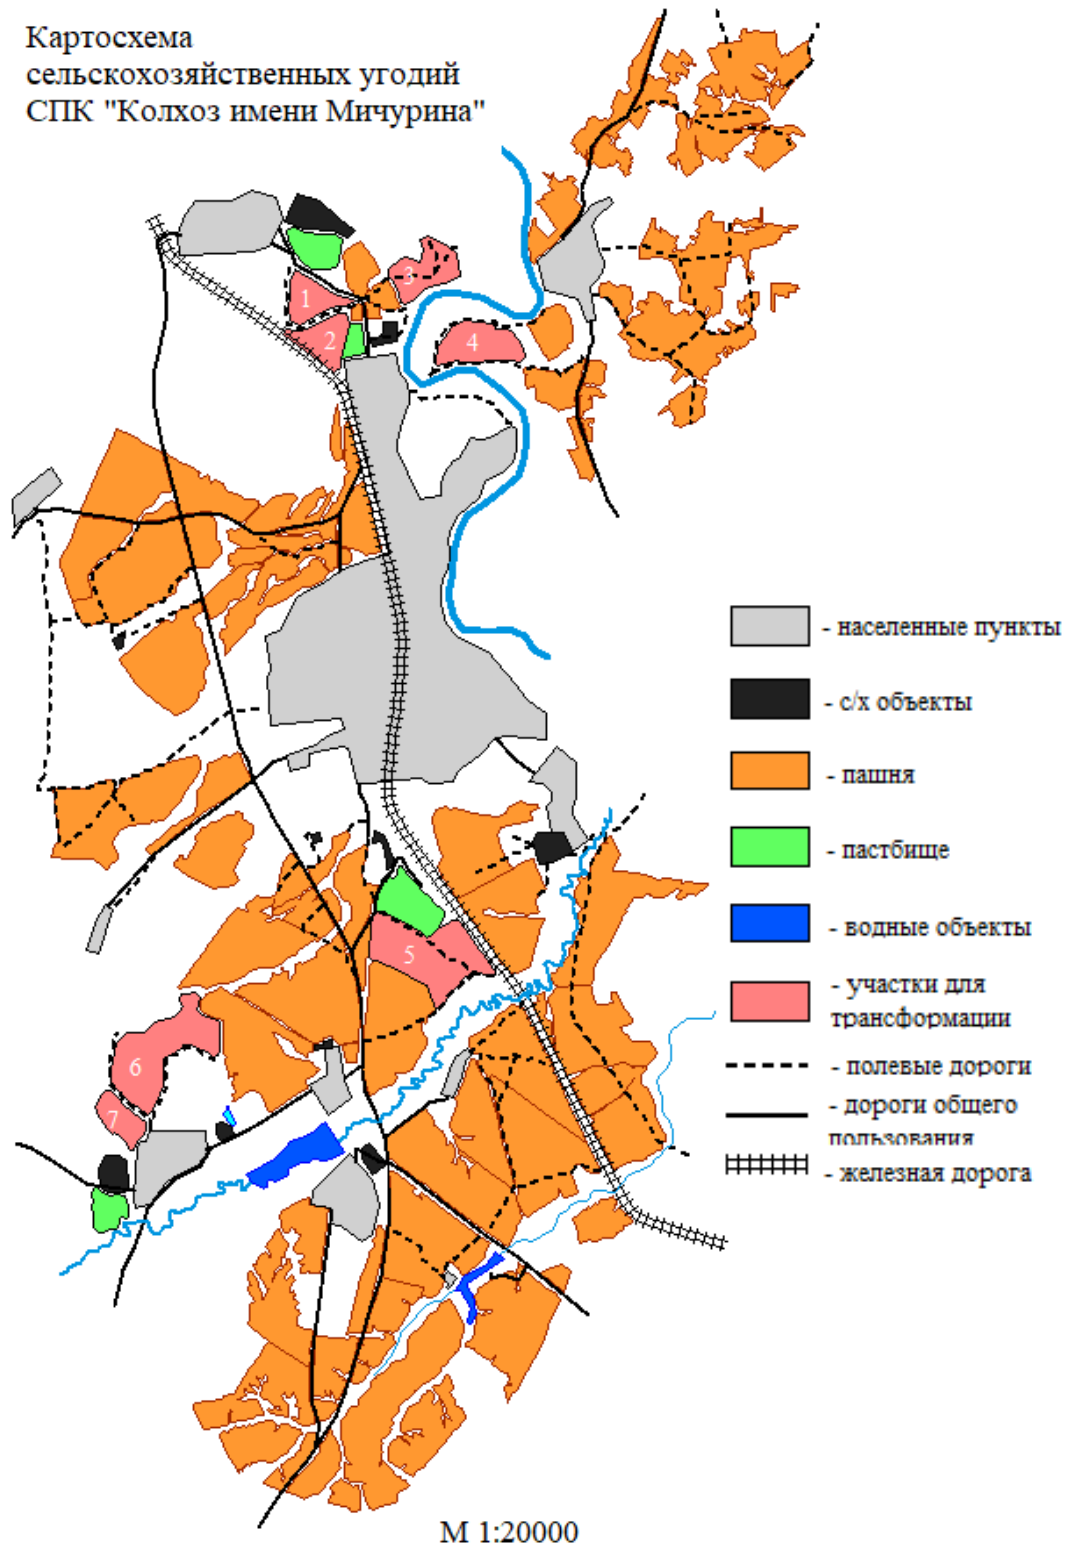 Картосхема
сельскохозяйственных угодий
СПК "Колхоз имени Мичурина"
1
2
3
4
5
6
7
- населенные пункты
- с/х объекты
- пашня
- пастбище
- водные объекты
- участки для
трансформации
- полевые дороги
- дороги общего
пользования
- железная дорога
М 1:20000